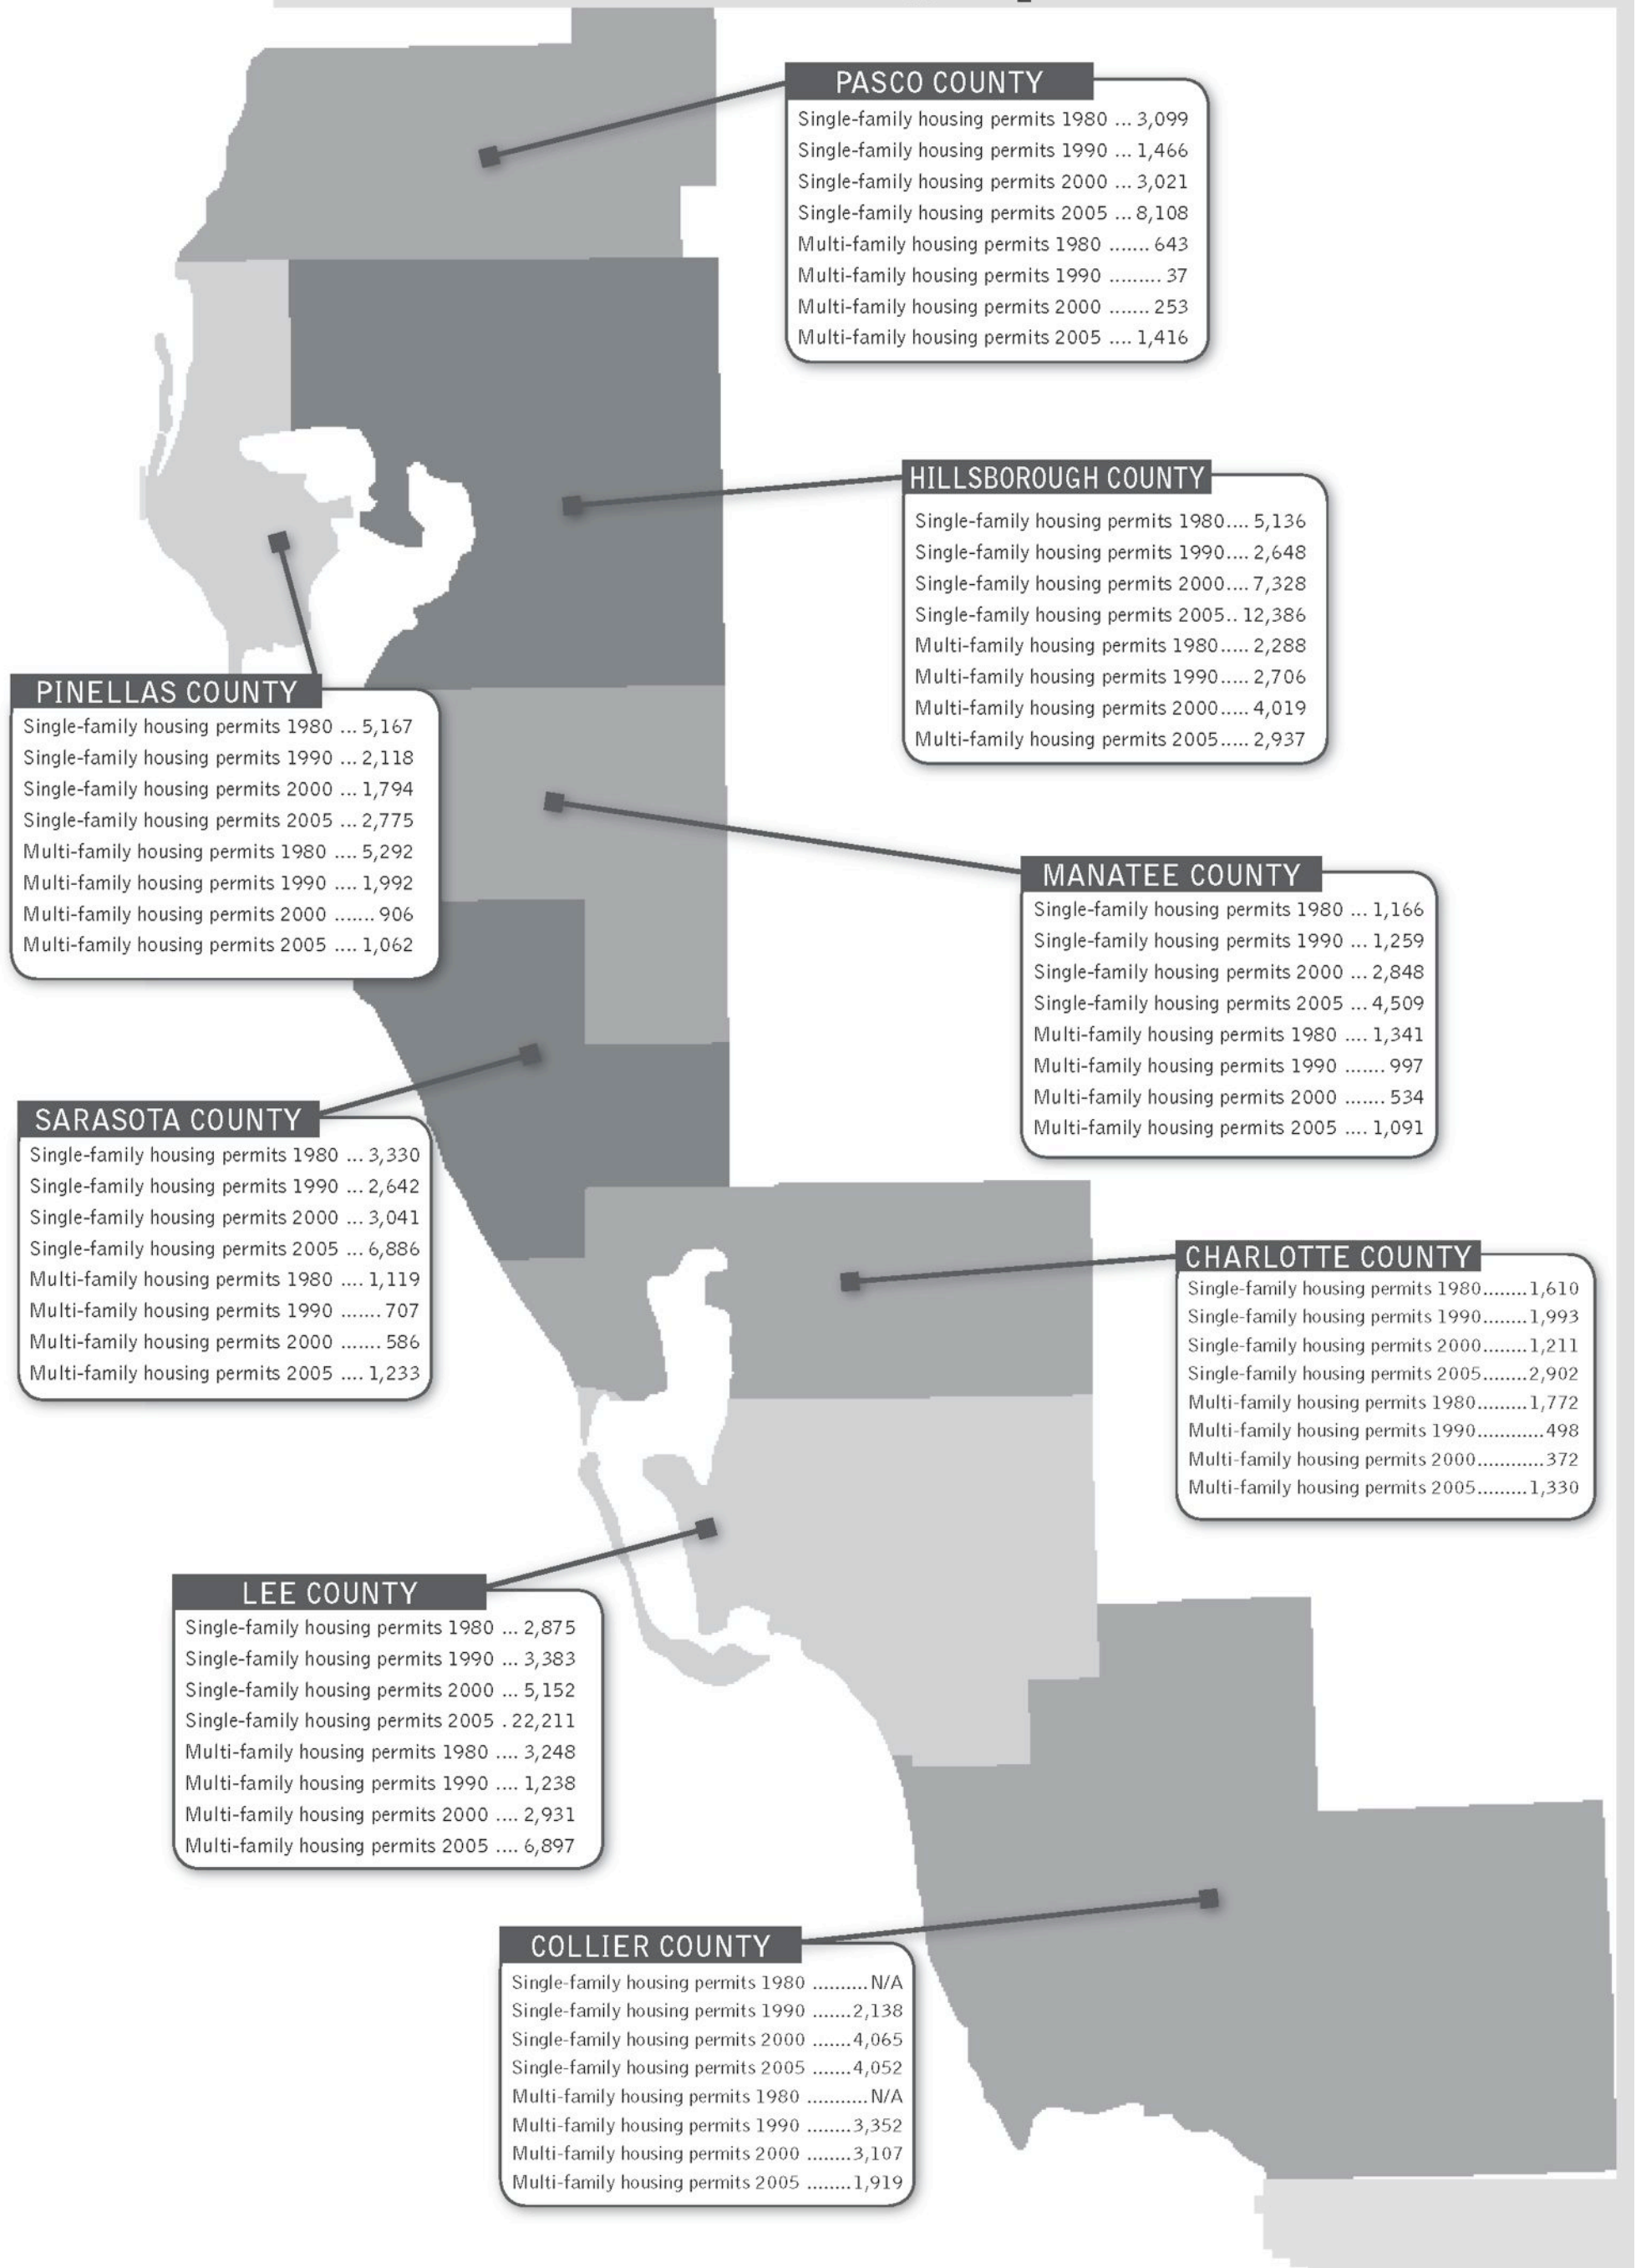 PASCO COUNTY
Single-family housing permits 1980 ... 3,099
Single-family housing permits 1990 ... 1,466
Single-family housing permits 2000 ... 3,021
Single-family housing permits 2005 ... 8,108
Multi-family housing permits 1980 ....... 643
Multi-family housing permits 1990 ......... 37
Multi-family housing permits 2000 ....... 253
Multi-family housing permits 2005 .... 1,416
HILLSBOROUGH COUNTY
Single-family housing permits 1980.... 5,136
Single-family housing permits 1990.... 2,648
Single-family housing permits 2000.... 7,328
Single-family housing permits 2005.. 12,386
Multi-family housing permits 1980..... 2,288
Multi-family housing permits 1990..... 2,706
Multi-family housing permits 2000..... 4,019
Multi-family housing permits 2005..... 2,937
PINELLAS COUNTY
Single-family housing permits 1980 ... 5,167
Single-family housing permits 1990 ... 2,118
Single-family housing permits 2000 ... 1,794
Single-family housing permits 2005 ... 2,775
Multi-family housing permits 1980 .... 5,292
Multi-family housing permits 1990 .... 1,992
Multi-family housing permits 2000 ....... 906
Multi-family housing permits 2005 .... 1,062
MANATEE COUNTY
Single-family housing permits 1980 ... 1,166
Single-family housing permits 1990 ... 1,259
Single-family housing permits 2000 ... 2,848
Single-family housing permits 2005 ... 4,509
Multi-family housing permits 1980 .... 1,341
Multi-family housing permits 1990 ....... 997
Multi-family housing permits 2000 ....... 534
Multi-family housing permits 2005 .... 1,091
SARASOTA COUNTY
Single-family housing permits 1980 ... 3,330
Single-family housing permits 1990 ... 2,642
Single-family housing permits 2000 ... 3,041
Single-family housing permits 2005 ... 6,886
Multi-family housing permits 1980 .... 1,119
Multi-family housing permits 1990 ....... 707
Multi-family housing permits 2000 ....... 586
Multi-family housing permits 2005 .... 1,233
CHARLOTTE COUNTY
Single-family housing permits 1980........1,610
Single-family housing permits 1990........1,993
Single-family housing permits 2000........1,211
Single-family housing permits 2005........2,902
Multi-family housing permits 1980.........1,772
Multi-family housing permits 1990............498
Multi-family housing permits 2000............372
Multi-family housing permits 2005.........1,330
LEE COUNTY
Single-family housing permits 1980 ... 2,875
Single-family housing permits 1990 ... 3,383
Single-family housing permits 2000 ... 5,152
Single-family housing permits 2005 . 22,211
Multi-family housing permits 1980 .... 3,248
Multi-family housing permits 1990 .... 1,238
Multi-family housing permits 2000 .... 2,931
Multi-family housing permits 2005 .... 6,897
COLLIER COUNTY
Single-family housing permits 1980 ..........N/A
Single-family housing permits 1990 .......2,138
Single-family housing permits 2000 .......4,065
Single-family housing permits 2005 .......4,052
Multi-family housing permits 1980 ...........N/A
Multi-family housing permits 1990 ........3,352
Multi-family housing permits 2000 ........3,107
Multi-family housing permits 2005 ........1,919